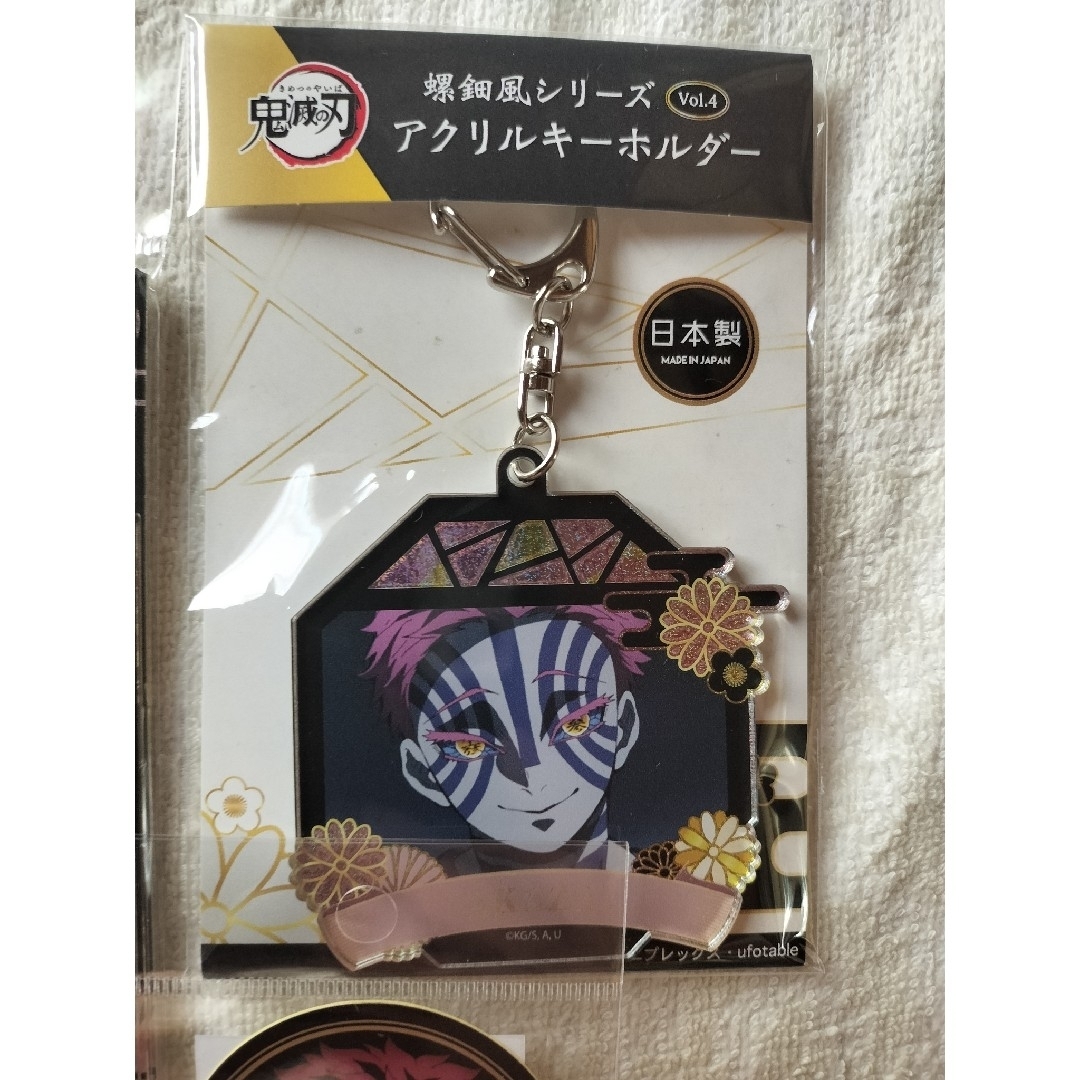 きめつのやいば
鬼滅の刃
螺鈿風シリーズ Vol.4
アクリルキーホルダー
日本製
MADE IN JAPAN
©KG/S, A, U
ニプレックス・ufotable